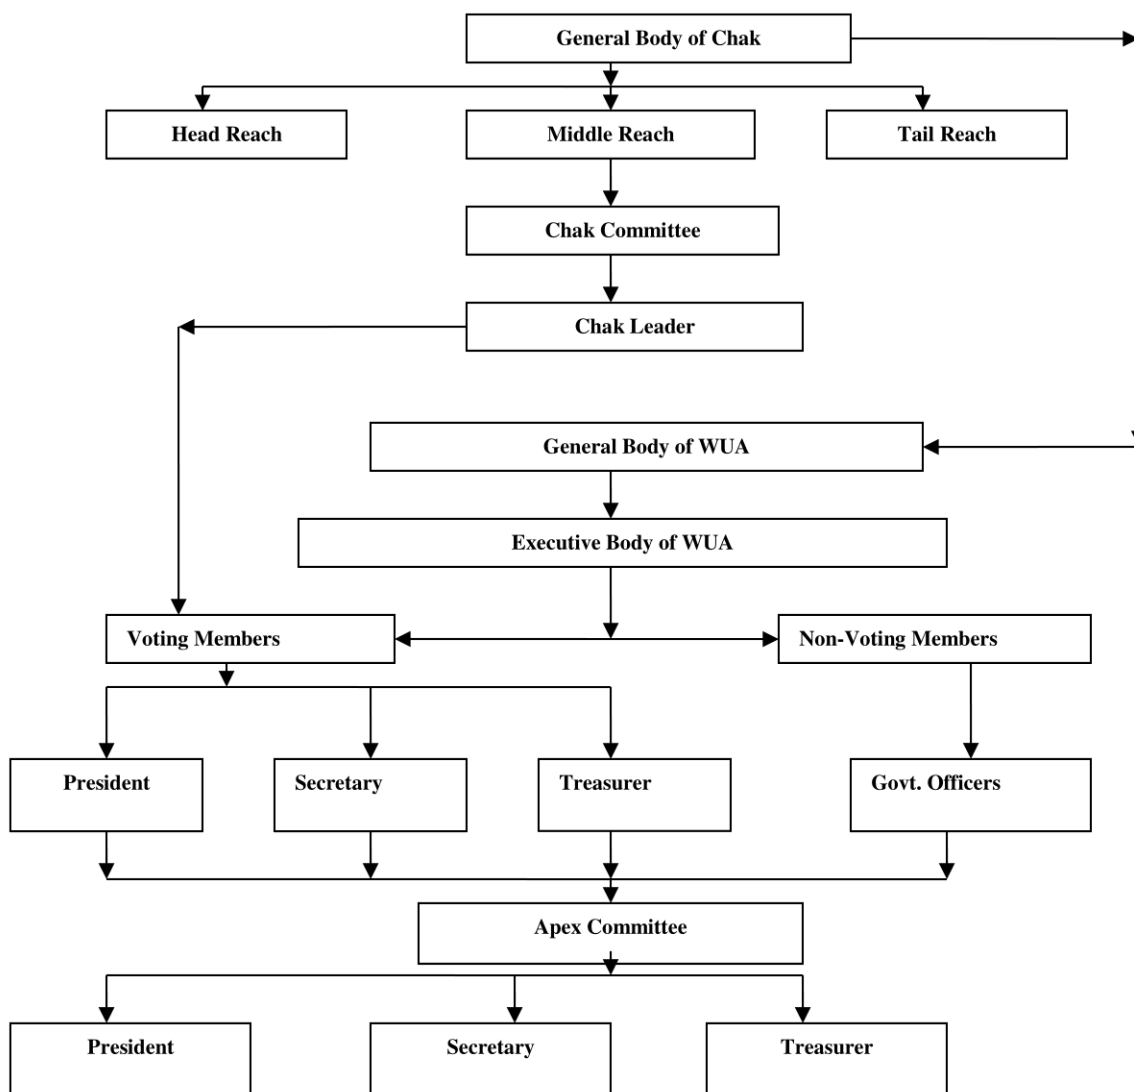 General Body of Chak
Head Reach
Middle Reach
Tail Reach
Chak Committee
Chak Leader
General Body of WUA
Executive Body of WUA
Voting Members
Non-Voting Members
President
Secretary
Treasurer
Govt. Officers
Apex Committee
President
Secretary
Treasurer